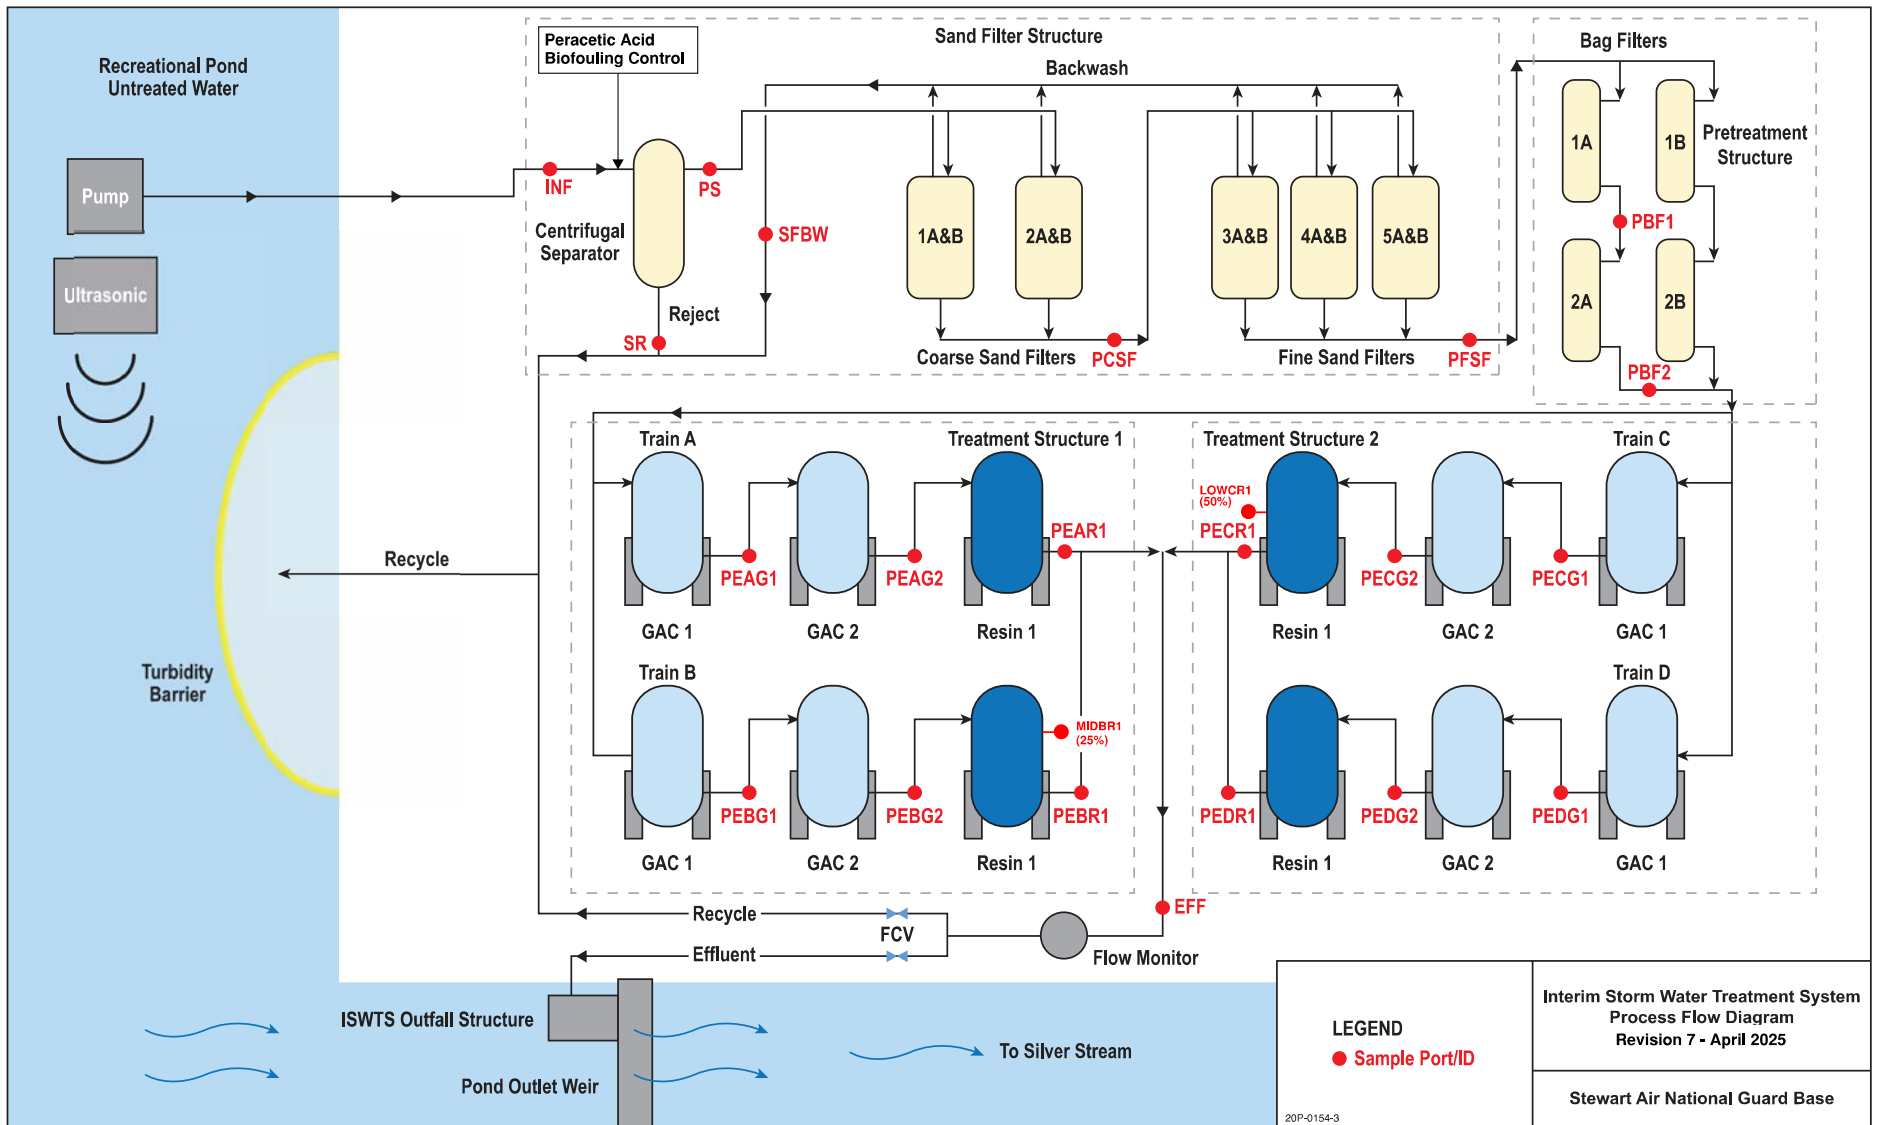 Recreational Pond
Untreated Water
Pump
Ultrasonic
Turbidity
Barrier
Recycle
Peracetic Acid
Biofouling Control
Sand Filter Structure
Backwash
INF
PS
Centrifugal
Separator
SFBW
Reject
SR
1A&B
2A&B
3A&B
4A&B
5A&B
Coarse Sand Filters
PCSF
Fine Sand Filters
PFSF
Bag Filters
1A
1B
Pretreatment
Structure
PBF1
2A
2B
PBF2
Train A
Treatment Structure 1
PEAG1
PEAG2
PEAR1
GAC 1
GAC 2
Resin 1
Train B
MIDBR1
(25%)
PEBG1
PEBG2
PEBR1
GAC 1
GAC 2
Resin 1
Treatment Structure 2
Train C
LOWCR1
(50%)
PECR1
PECG2
PECG1
Resin 1
GAC 2
GAC 1
Train D
PEDR1
PEDG2
PEDG1
Resin 1
GAC 2
GAC 1
EFF
Recycle
FCV
Effluent
Flow Monitor
ISWTS Outfall Structure
Pond Outlet Weir
To Silver Stream
LEGEND
Sample Port/ID
20P-0154-3
Interim Storm Water Treatment System
Process Flow Diagram
Revision 7 - April 2025
Stewart Air National Guard Base